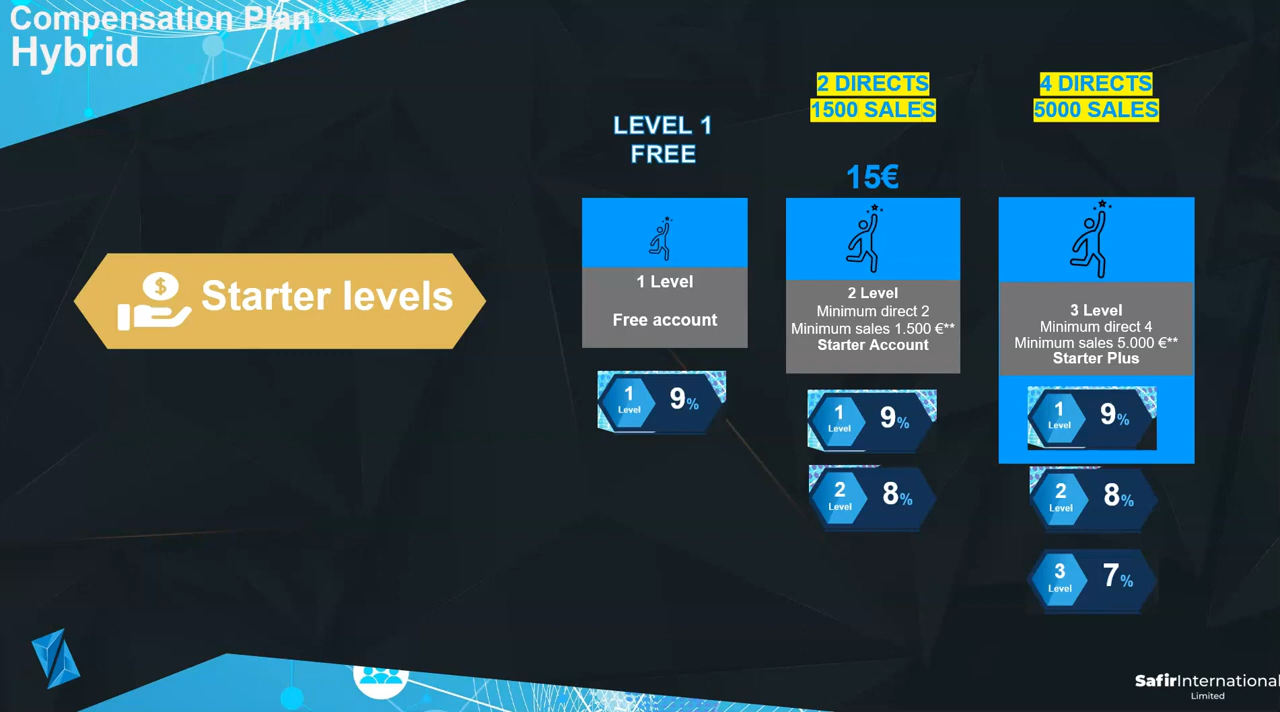 Compensation Plan
Hybrid
Starter levels
$
LEVEL 1
FREE
1 Level
Free account
1
Level
9%
2 DIRECTS
1500 SALES
15€
2 Level
Minimum direct 2
Minimum sales 1.500 €**
Starter Account
1
Level
9%
2
Level
8%
4 DIRECTS
5000 SALES
3 Level
Minimum direct 4
Minimum sales 5.000 €**
Starter Plus
1
Level
9%
2
Level
8%
3
Level
7%
SafirInternational
Limited